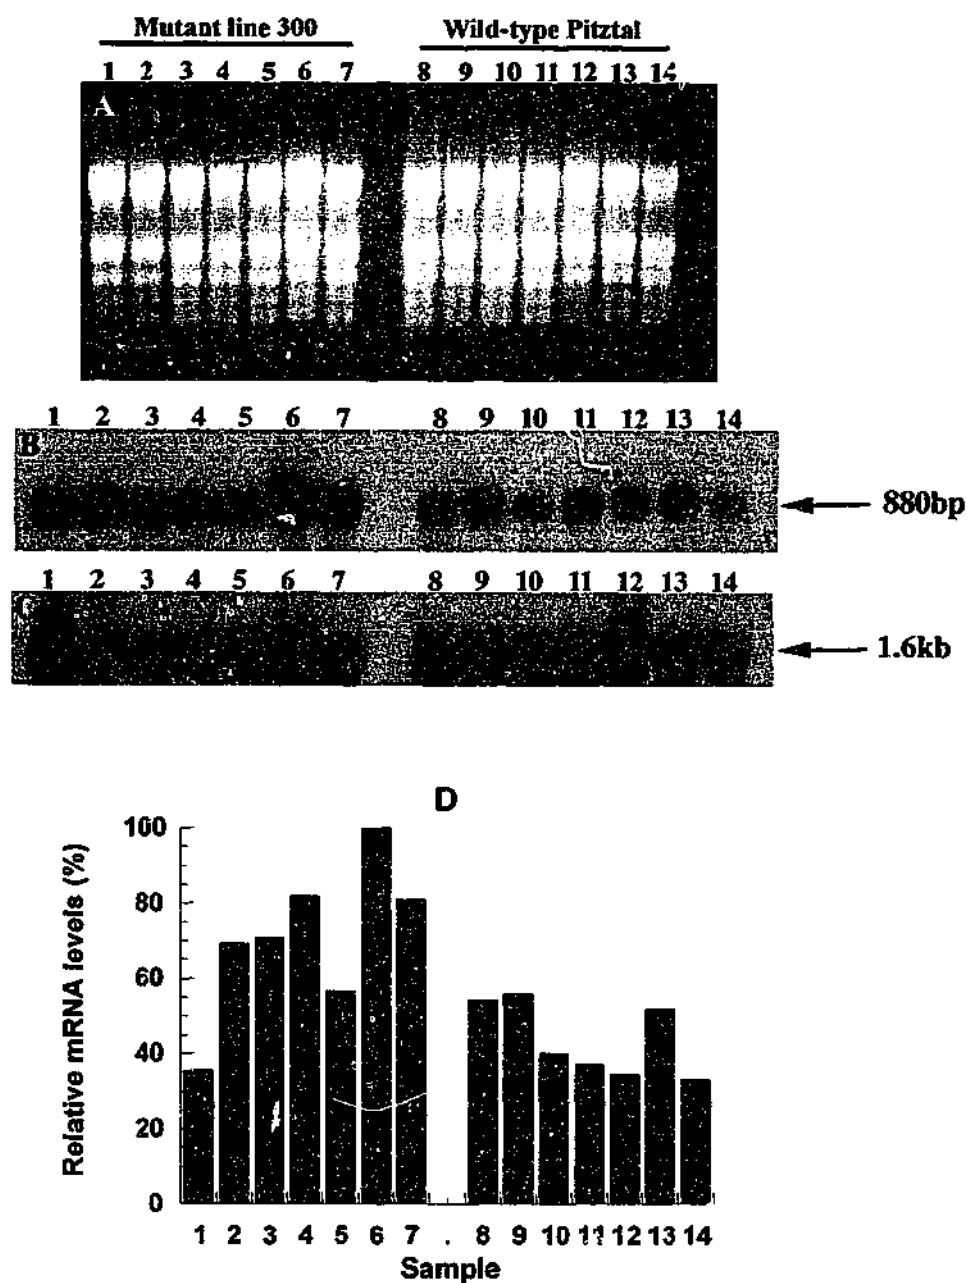 Mutant line 300 Wild-type Pitztal
1 2 3 4 5 6 7 8 9 10 11 12 13 14
A
1 2 3 4 5 6 7 8 9 10 11 12 13 14
B
880bp
1 2 3 4 5 6 7 8 9 10 11 12 13 14
C
1.6kb
D
Relative mRNA levels (%)
100
80
60
40
20
0
1 2 3 4 5 6 7 . 8 9 10 11 12 13 14
Sample